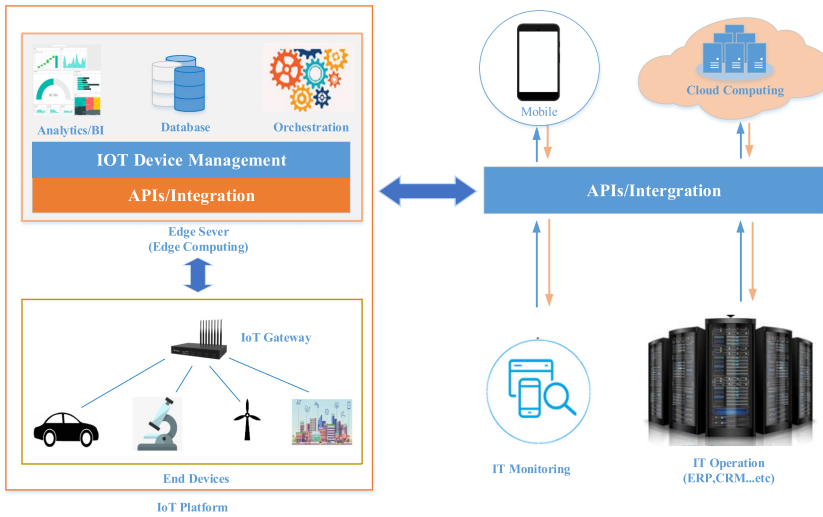 Analytics/BI
Database
Orchestration
IOT Device Management
APIs/Integration
Edge Sever
(Edge Computing)
IoT Gateway
End Devices
IoT Platform
Mobile
Cloud Computing
APIs/Intergration
IT Monitoring
IT Operation
(ERP,CRM...etc)